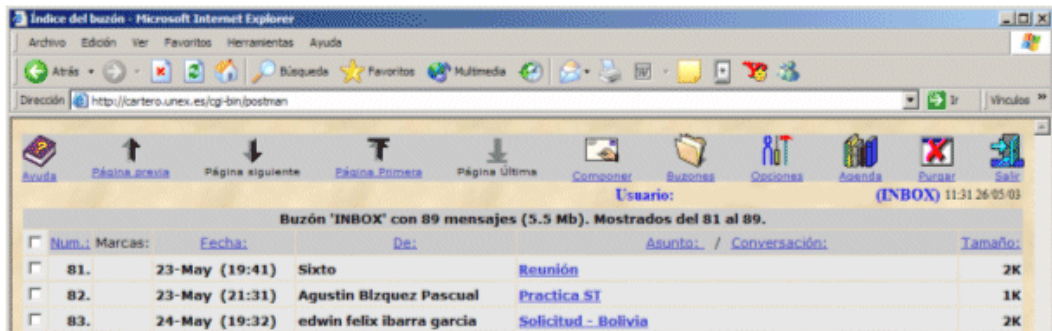 Índice del buzón - Microsoft Internet Explorer
Archivo Edición Ver Favoritos Herramientas Ayuda
Atrás Búsqueda Favoritos Multimedia
Dirección http://cartero.unex.es/cgi-bin/postman Ir Vínculos »
Ayuda Página previa Página siguiente Página Primera Página Última Componer Buzones Opciones Agenda Purgar Salir
Usuario: (INBOX) 11:31 26/05/03
Buzón 'INBOX' con 89 mensajes (5.5 Mb). Mostrados del 81 al 89.
Num.: Marcas: Fecha: De: Asunto: / Conversación: Tamaño:
81. 23-May (19:41) Sixto Reunión 2K
82. 23-May (21:31) Agustin Blzquez Pascual Practica ST 1K
83. 24-May (19:32) edwin felix ibarra garcia Solicitud - Bolivia 2K